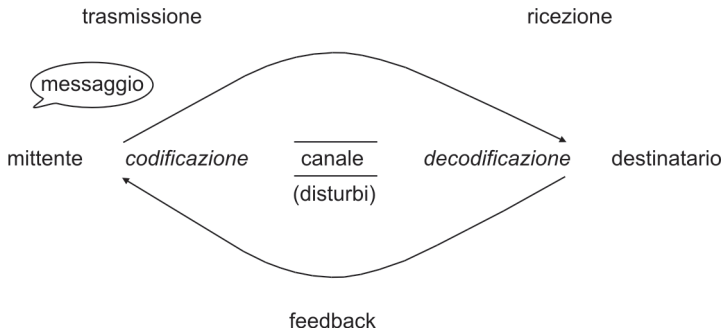 trasmissione ricezione
messaggio
mittente codificazione canale decodificazione destinatario
(disturbi)
feedback